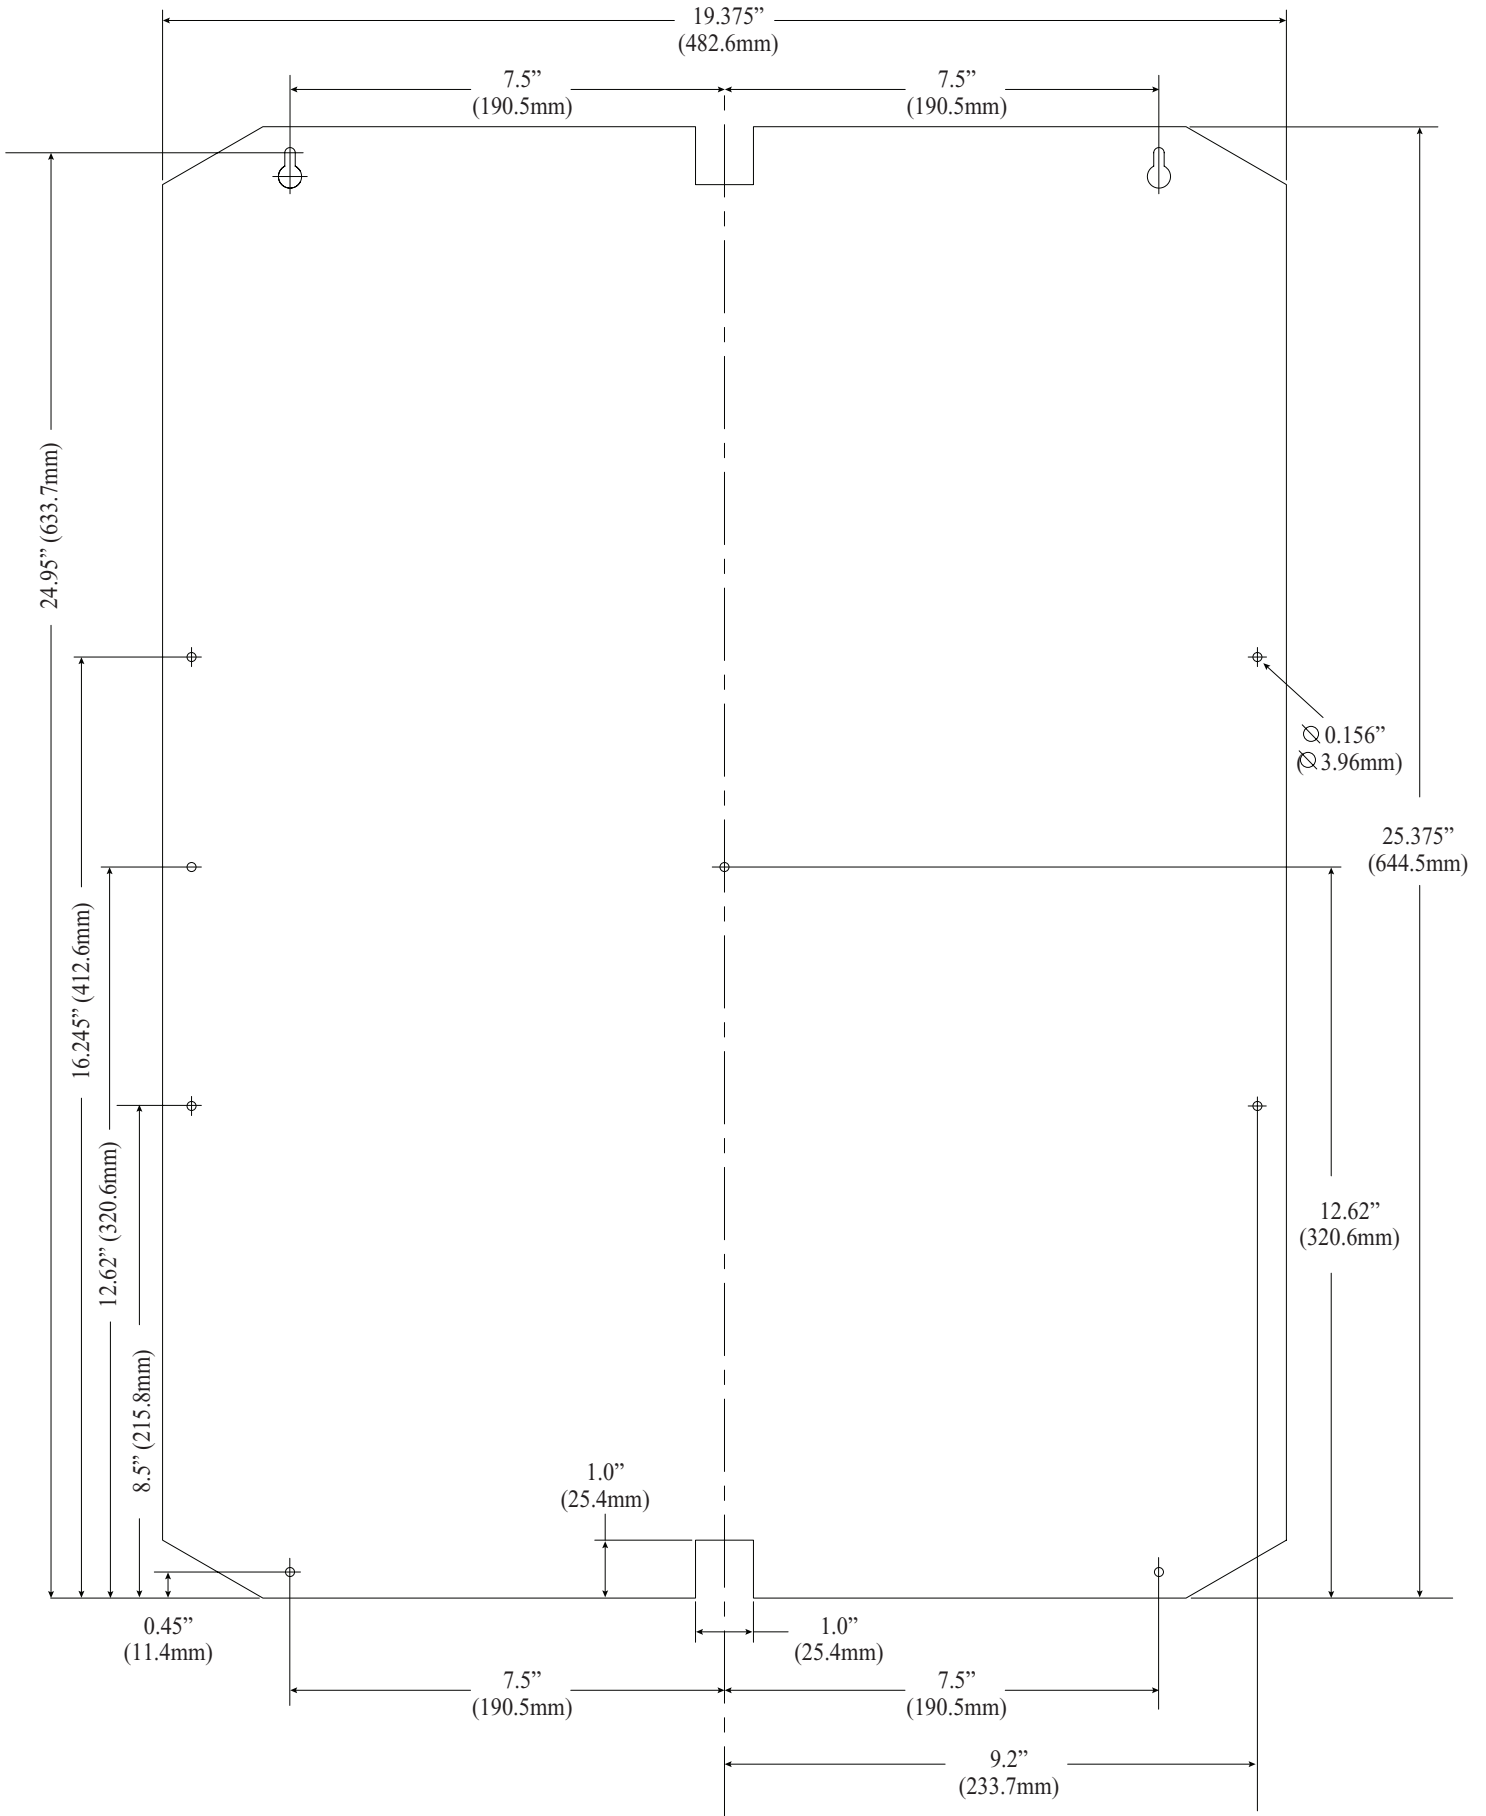 19.375”
(482.6mm)
7.5”
(190.5mm)
7.5”
(190.5mm)
24.95” (633.7mm)
∅ 0.156”
(∅ 3.96mm)
25.375”
(644.5mm)
16.245” (412.6mm)
12.62” (320.6mm)
12.62”
(320.6mm)
8.5” (215.8mm)
1.0”
(25.4mm)
0.45”
(11.4mm)
1.0”
(25.4mm)
7.5”
(190.5mm)
7.5”
(190.5mm)
9.2”
(233.7mm)